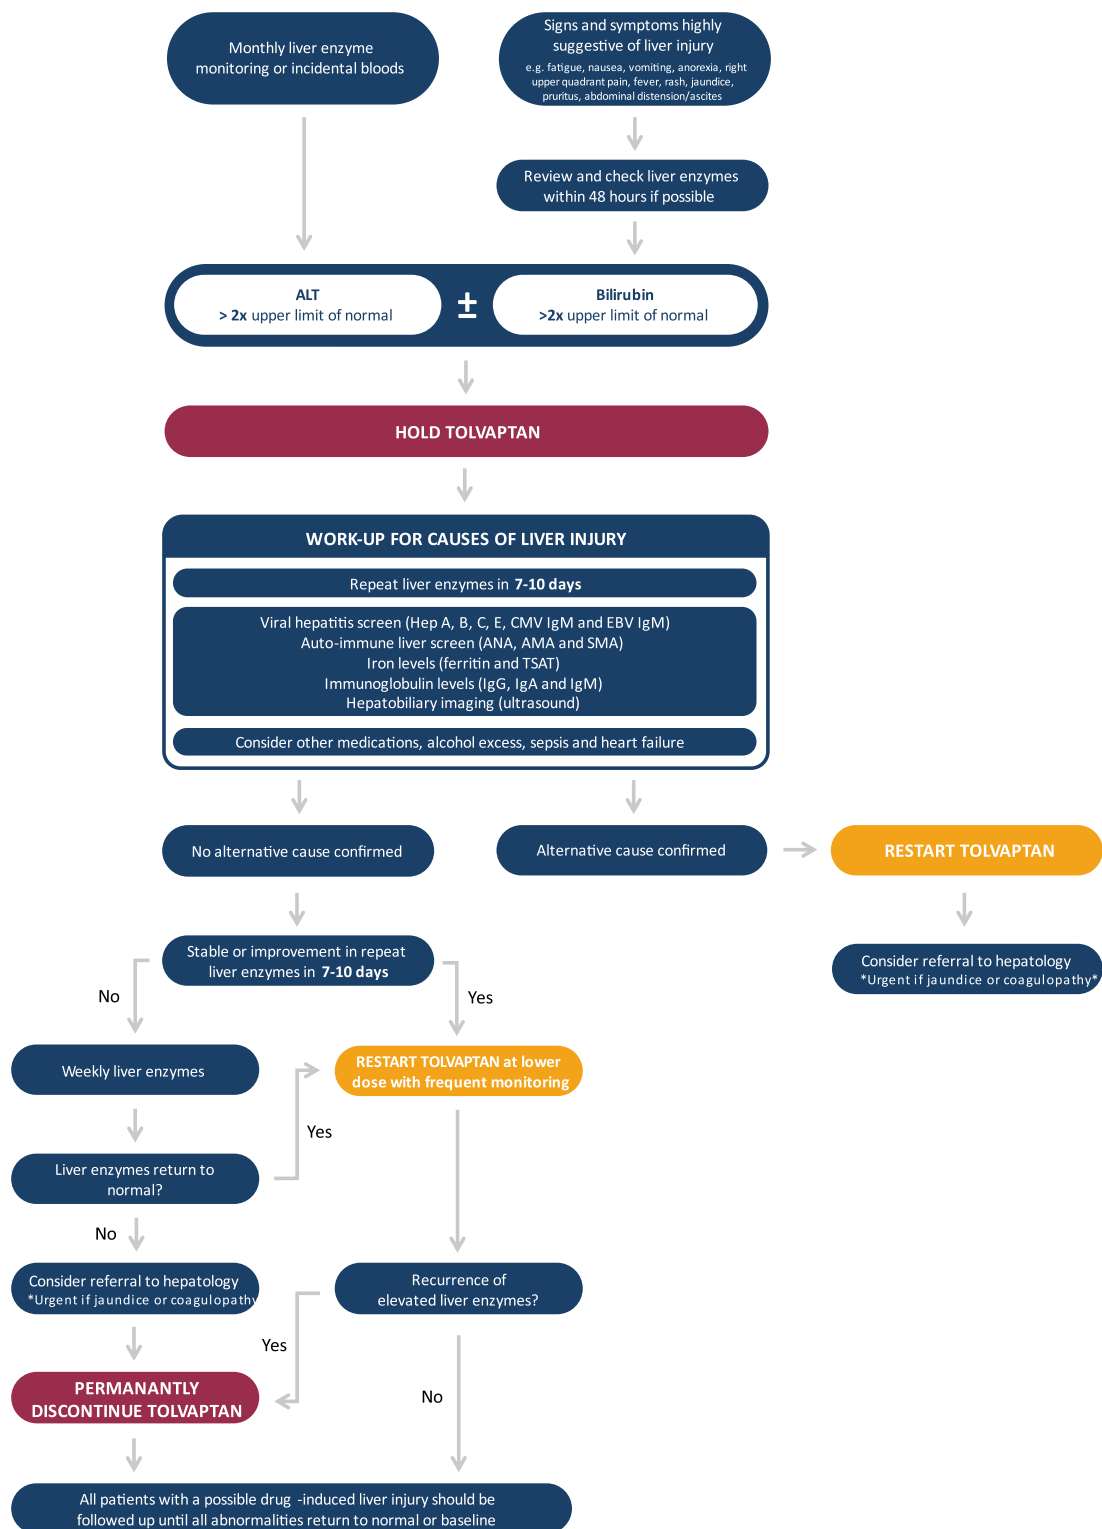 Monthly liver enzyme
monitoring or incidental bloods
Signs and symptoms highly
suggestive of liver injury
e.g. fatigue, nausea, vomiting, anorexia, right
upper quadrant pain, fever, rash, jaundice,
pruritus, abdominal distension/ascites
Review and check liver enzymes
within 48 hours if possible
ALT
> 2x upper limit of normal
±
Bilirubin
>2x upper limit of normal
HOLD TOLVAPTAN
WORK-UP FOR CAUSES OF LIVER INJURY
Repeat liver enzymes in 7-10 days
Viral hepatitis screen (Hep A, B, C, E, CMV IgM and EBV IgM)
Auto-immune liver screen (ANA, AMA and SMA)
Iron levels (ferritin and TSAT)
Immunoglobulin levels (IgG, IgA and IgM)
Hepatobiliary imaging (ultrasound)
Consider other medications, alcohol excess, sepsis and heart failure
No alternative cause confirmed
Alternative cause confirmed
RESTART TOLVAPTAN
Stable or improvement in repeat
liver enzymes in 7-10 days
Consider referral to hepatology
*Urgent if jaundice or coagulopathy*
No
Yes
Weekly liver enzymes
RESTART TOLVAPTAN at lower
dose with frequent monitoring
Yes
Liver enzymes return to
normal?
No
Consider referral to hepatology
*Urgent if jaundice or coagulopathy
Recurrence of
elevated liver enzymes?
Yes
PERMANANTLY
DISCONTINUE TOLVAPTAN
No
All patients with a possible drug -induced liver injury should be
followed up until all abnormalities return to normal or baseline